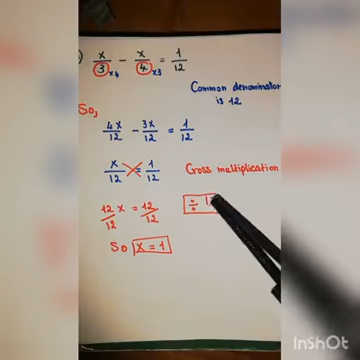 ) x/3 ×4 - x/4 ×3 = 1/12
Common denominator
is 12
So,
4x/12 - 3x/12 = 1/12
x/12 = 1/12 Cross multiplication
12/12 x = 12/12 ÷
So x = 1
InShOt